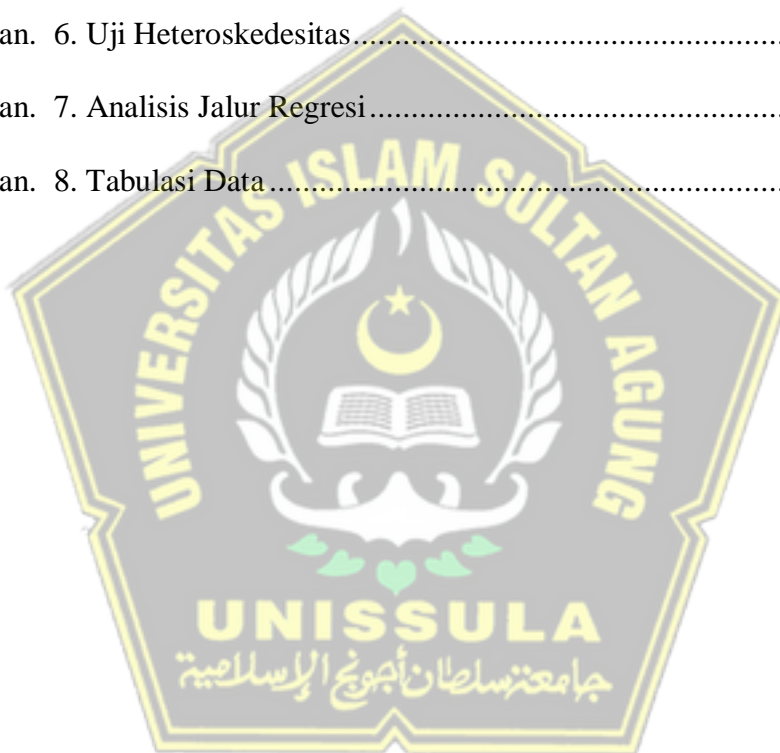 an. 6. Uji Heteroskedesitas
an. 7. Analisis Jalur Regresi
an. 8. Tabulasi Data
UNIVERSITAS ISLAM SULTAN AGUNG
UNISSULA
جامعة سلطان أجونج الإسلامية